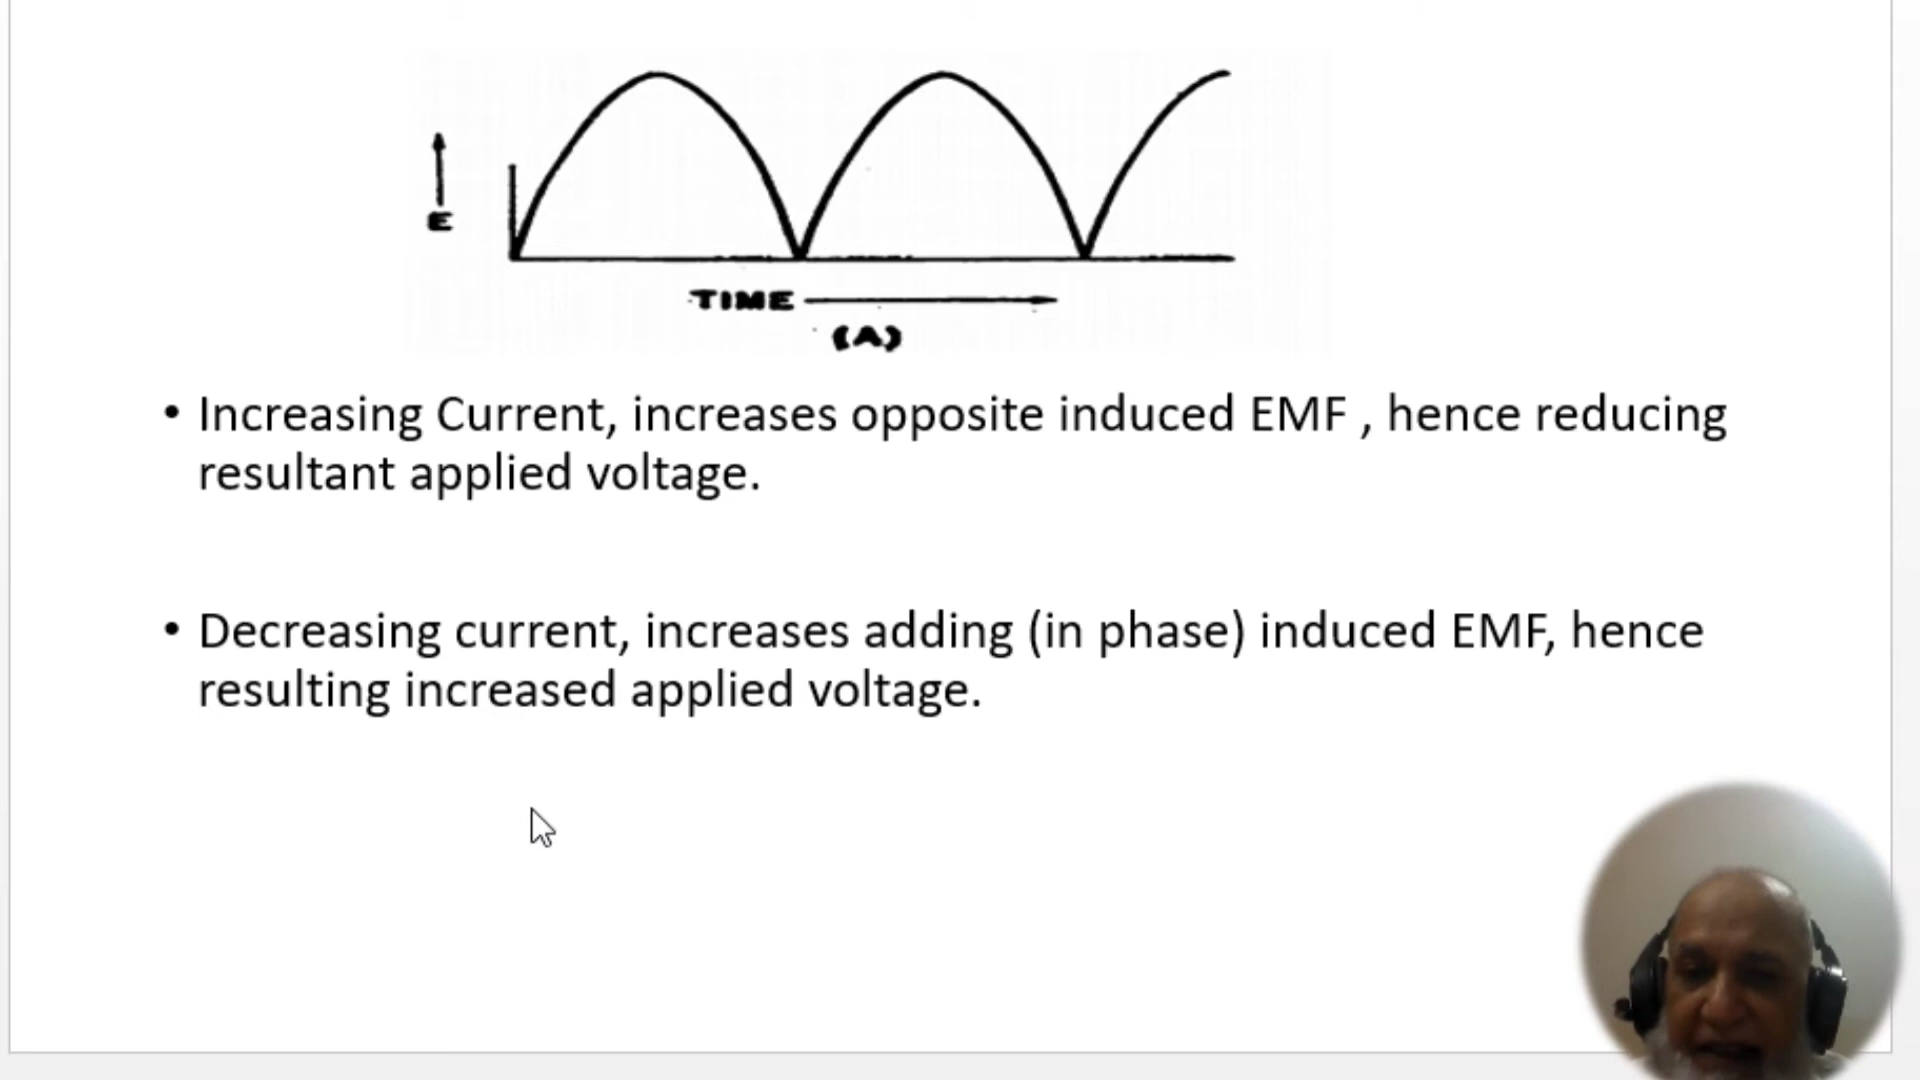 E
TIME
(A)
• Increasing Current, increases opposite induced EMF , hence reducing
resultant applied voltage.
• Decreasing current, increases adding (in phase) induced EMF, hence
resulting increased applied voltage.